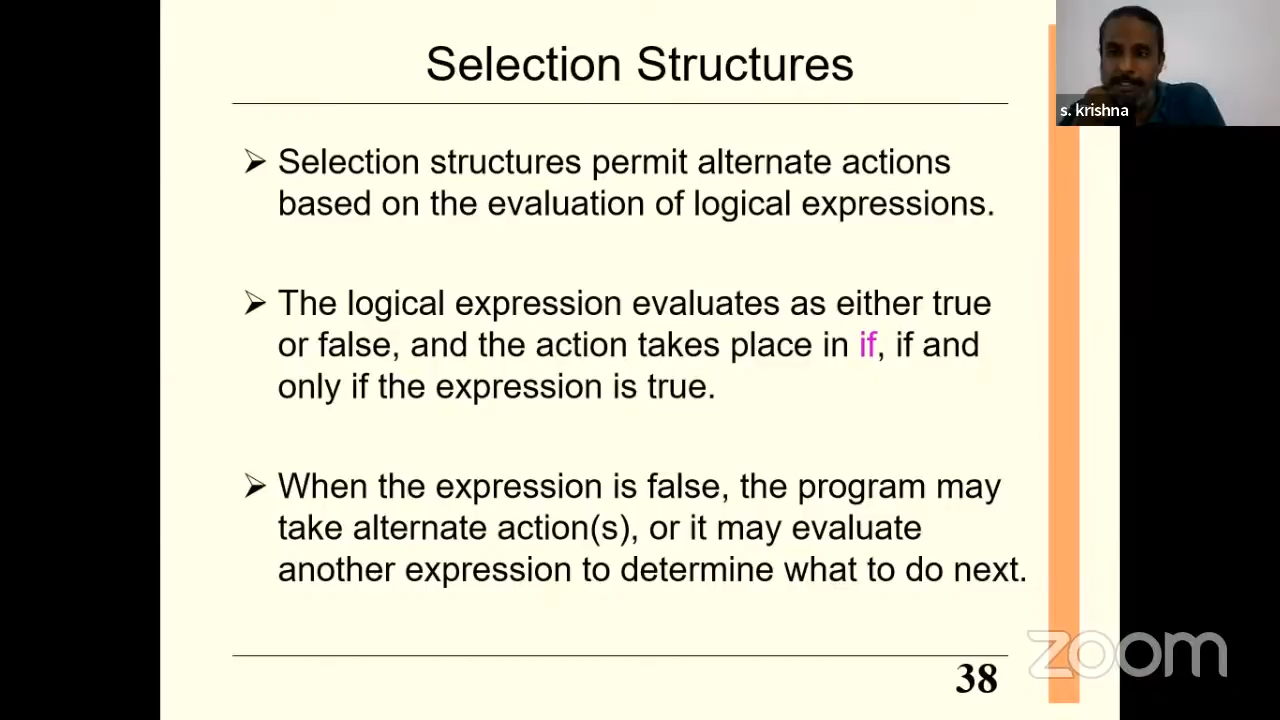 Selection Structures
s. krishna
➢ Selection structures permit alternate actions
based on the evaluation of logical expressions.
➢ The logical expression evaluates as either true
or false, and the action takes place in if, if and
only if the expression is true.
➢ When the expression is false, the program may
take alternate action(s), or it may evaluate
another expression to determine what to do next.
zoom
38